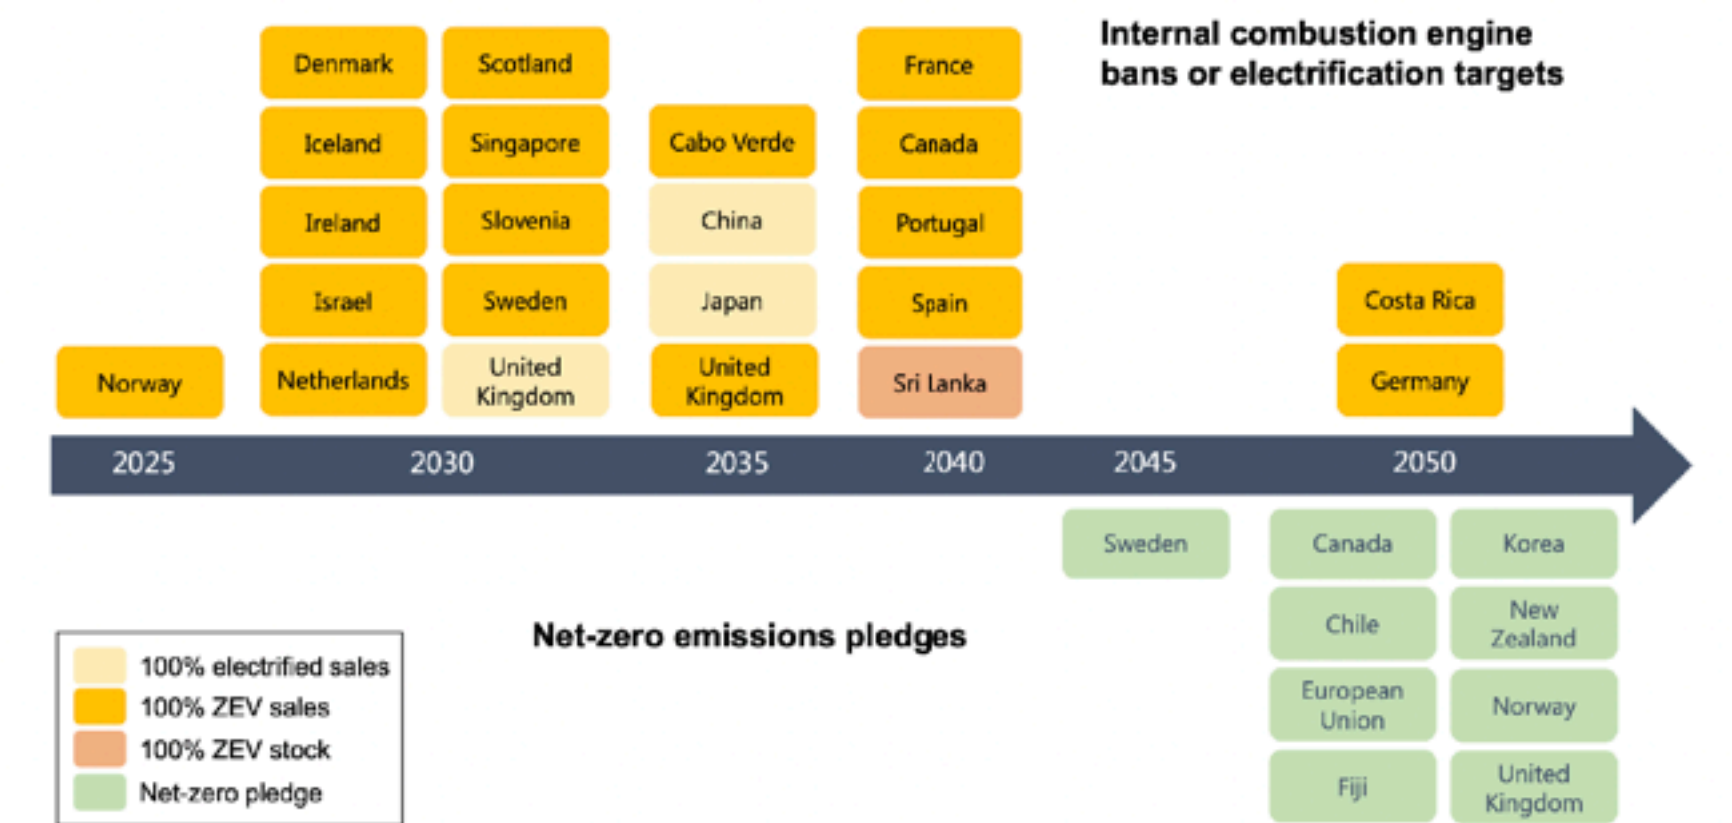 Internal combustion engine
bans or electrification targets
Denmark
Scotland
France
Iceland
Singapore
Cabo Verde
Canada
Ireland
Slovenia
China
Portugal
Israel
Sweden
Japan
Spain
Costa Rica
Norway
Netherlands
United
Kingdom
United
Kingdom
Sri Lanka
Germany
2025
2030
2035
2040
2045
2050
Sweden
Canada
Korea
Net-zero emissions pledges
Chile
New
Zealand
European
Union
Norway
Fiji
United
Kingdom
100% electrified sales
100% ZEV sales
100% ZEV stock
Net-zero pledge